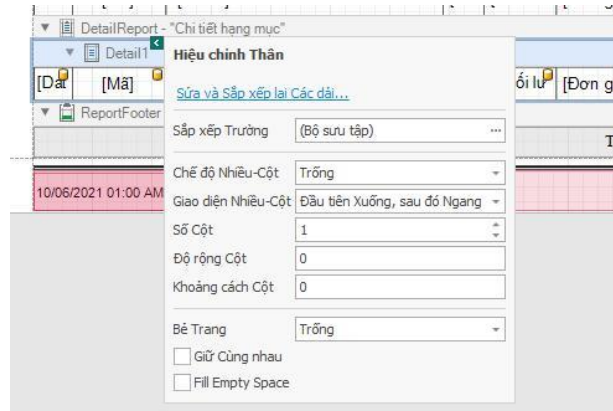 DetailReport - "Chi tiết hạng mục"
Detail1
Hiệu chỉnh Thân
[Mã]
ối lư
[Đơn g
Sửa và Sắp xếp lại Các dải...
ReportFooter
Sắp xếp Trường
(Bộ sưu tập)
T
Chế độ Nhiều-Cột
Trống
10/06/2021 01:00 AM
Giao diện Nhiều-Cột
Đầu tiên Xuống, sau đó Ngang
Số Cột
1
Độ rộng Cột
0
Khoảng cách Cột
0
Bẻ Trang
Trống
Giữ Cùng nhau
Fill Empty Space